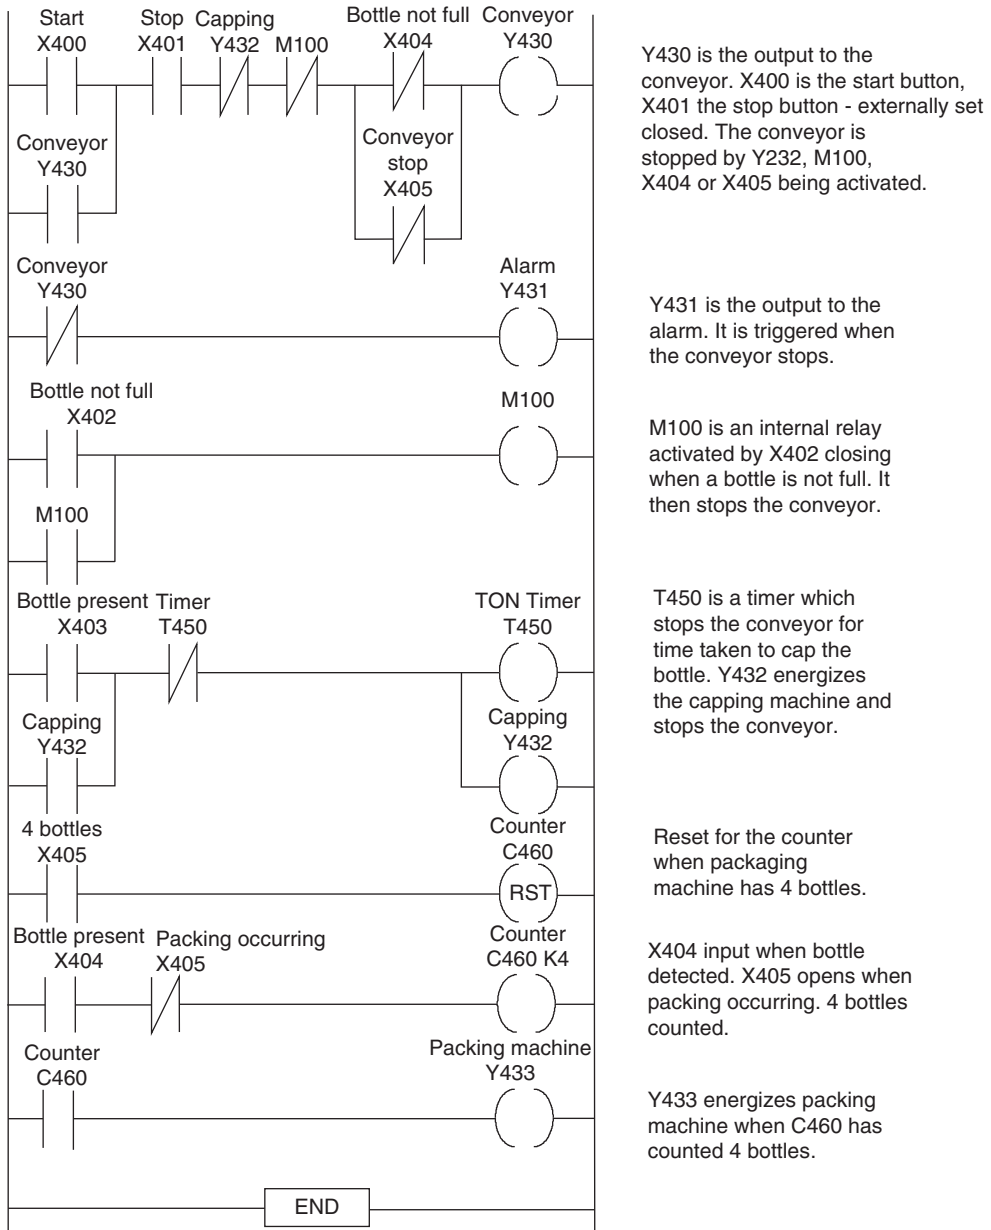 Start
X400
Stop
X401
Capping
Y432
M100
Bottle not full
X404
Conveyor
Y430
Conveyor
Y430
Conveyor
stop
X405
Y430 is the output to the
conveyor. X400 is the start button,
X401 the stop button - externally set
closed. The conveyor is
stopped by Y232, M100,
X404 or X405 being activated.
Conveyor
Y430
Alarm
Y431
Y431 is the output to the
alarm. It is triggered when
the conveyor stops.
Bottle not full
X402
M100
M100
M100 is an internal relay
activated by X402 closing
when a bottle is not full. It
then stops the conveyor.
Bottle present
X403
Timer
T450
TON Timer
T450
Capping
Y432
Capping
Y432
T450 is a timer which
stops the conveyor for
time taken to cap the
bottle. Y432 energizes
the capping machine and
stops the conveyor.
4 bottles
X405
Counter
C460
RST
Reset for the counter
when packaging
machine has 4 bottles.
Bottle present
X404
Packing occurring
X405
Counter
C460 K4
X404 input when bottle
detected. X405 opens when
packing occurring. 4 bottles
counted.
Counter
C460
Packing machine
Y433
Y433 energizes packing
machine when C460 has
counted 4 bottles.
END